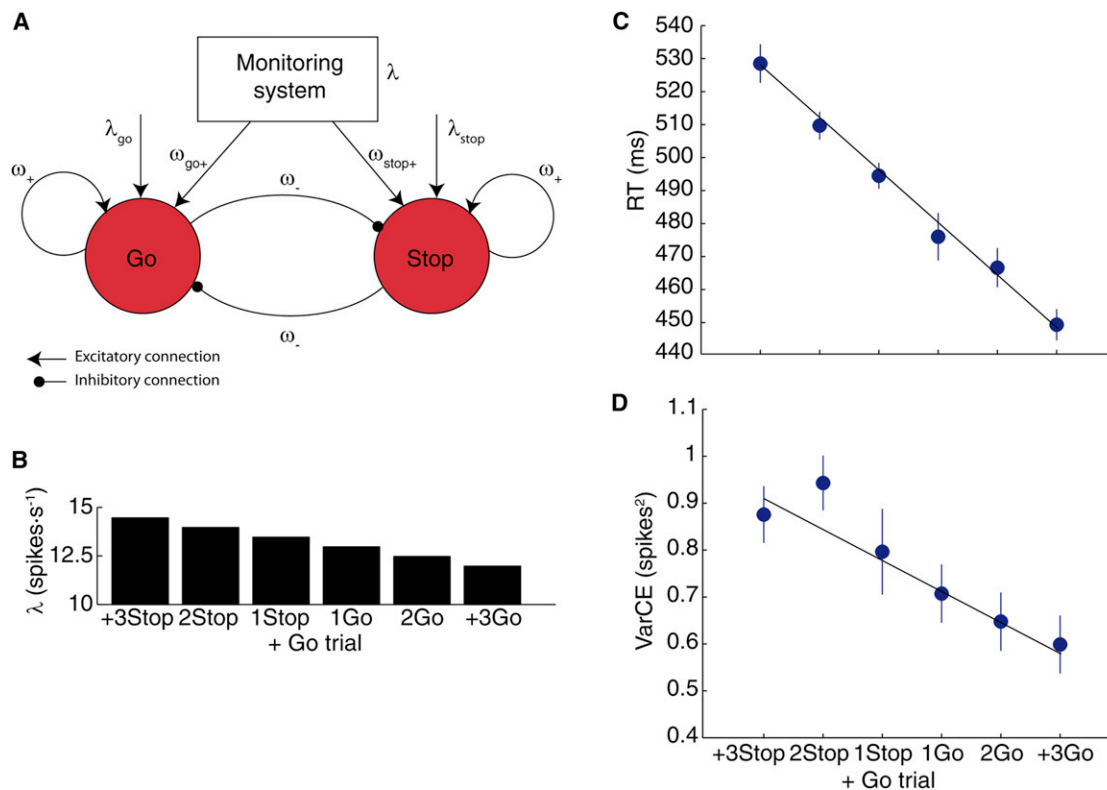 A
Monitoring
system
λ
λgo
ωgo+
ωstop+
λstop
ω+
ω-
ω+
Go
Stop
ω-
Excitatory connection
Inhibitory connection
B
λ (spikes·s⁻¹)
15
12.5
10
+3Stop 2Stop 1Stop 1Go 2Go +3Go
+ Go trial
C
RT (ms)
530
520
510
500
490
480
470
460
450
440
D
VarCE (spikes²)
1.1
1
0.9
0.8
0.7
0.6
0.5
0.4
+3Stop 2Stop 1Stop 1Go 2Go +3Go
+ Go trial